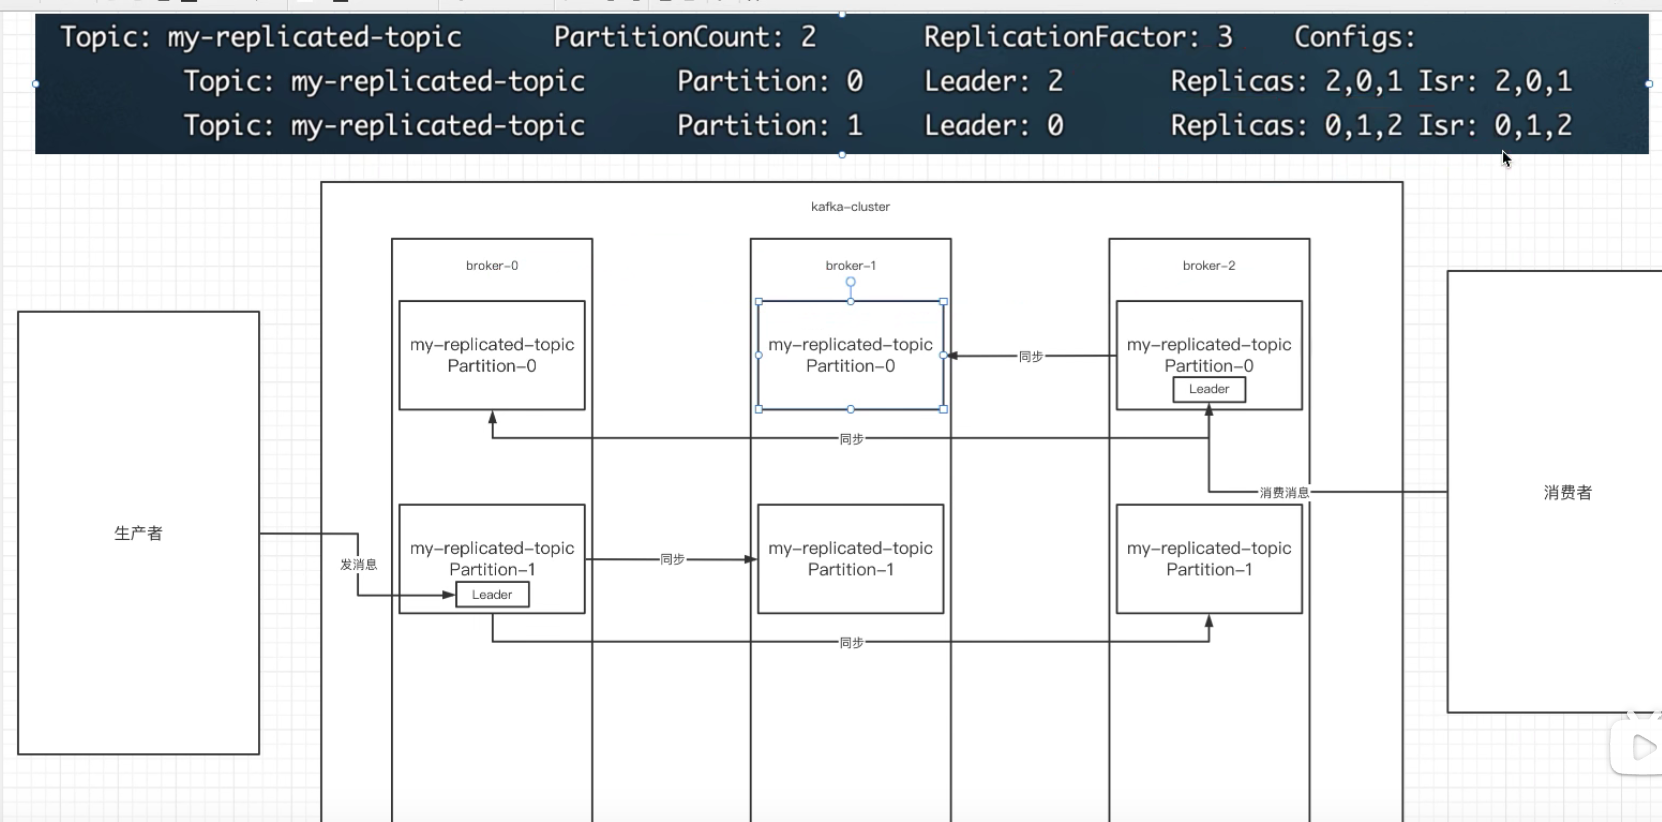 Topic: my-replicated-topic PartitionCount: 2 ReplicationFactor: 3 Configs:
Topic: my-replicated-topic Partition: 0 Leader: 2 Replicas: 2,0,1 Isr: 2,0,1
Topic: my-replicated-topic Partition: 1 Leader: 0 Replicas: 0,1,2 Isr: 0,1,2
kafka-cluster
broker-0
broker-1
broker-2
my-replicated-topic
Partition-0
my-replicated-topic
Partition-0
同步
my-replicated-topic
Partition-0
Leader
同步
消费消息
消费者
生产者
发消息
my-replicated-topic
Partition-1
Leader
同步
my-replicated-topic
Partition-1
my-replicated-topic
Partition-1
同步